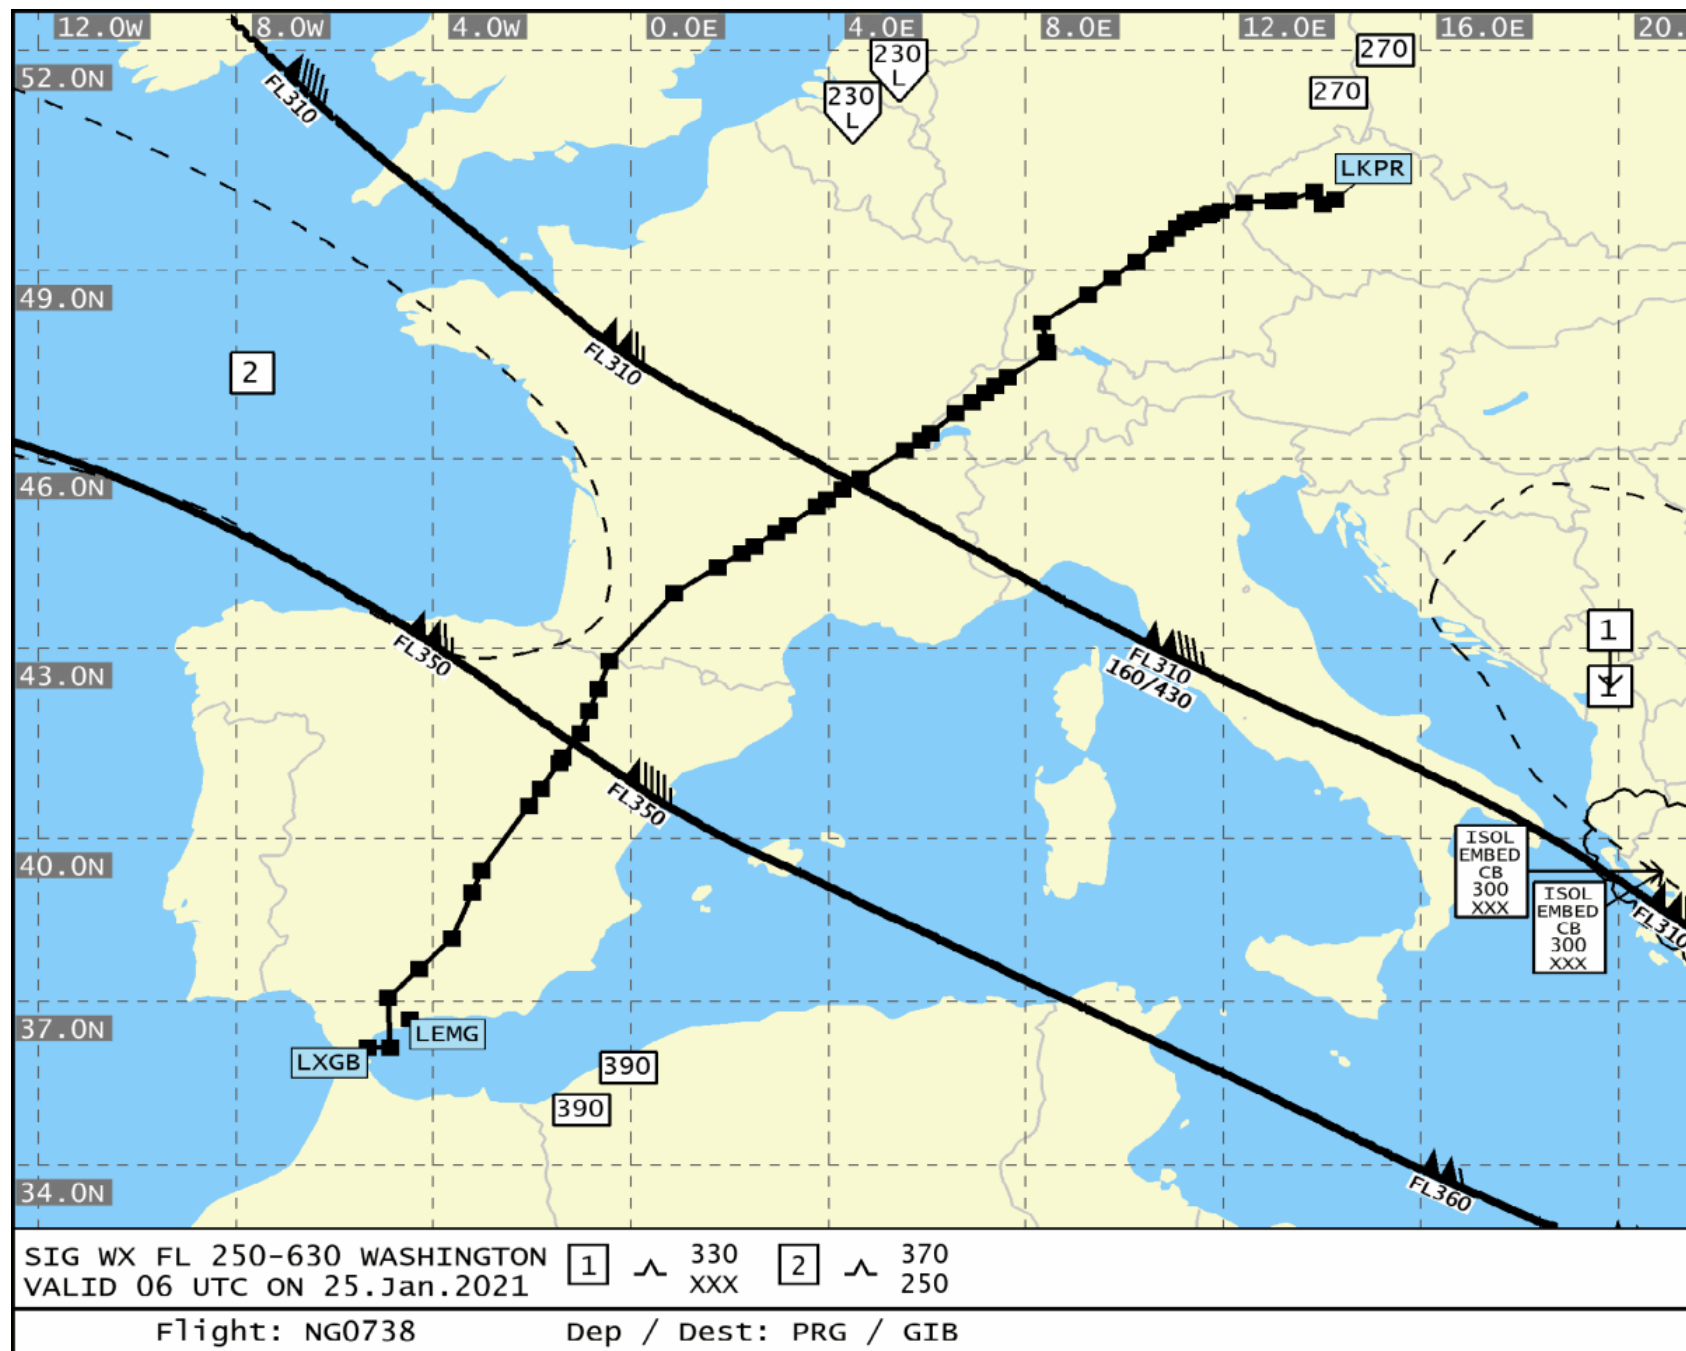 12.0W 8.0W 4.0W 0.0E 4.0E 8.0E 12.0E 16.0E 20.
52.0N
FL310
230
L
230
L
270
270
LKPR
49.0N
FL310
2
46.0N
43.0N
FL350
FL310
160/430
1
1
FL350
40.0N
ISOL
EMBED
CB
300
XXX
ISOL
EMBED
CB
300
XXX
FL310
37.0N
LEMG
LXGB
390
390
34.0N
FL360
SIG WX FL 250-630 WASHINGTON
VALID 06 UTC ON 25.Jan.2021
1 330
XXX
2 370
250
Flight: NG0738 Dep / Dest: PRG / GIB